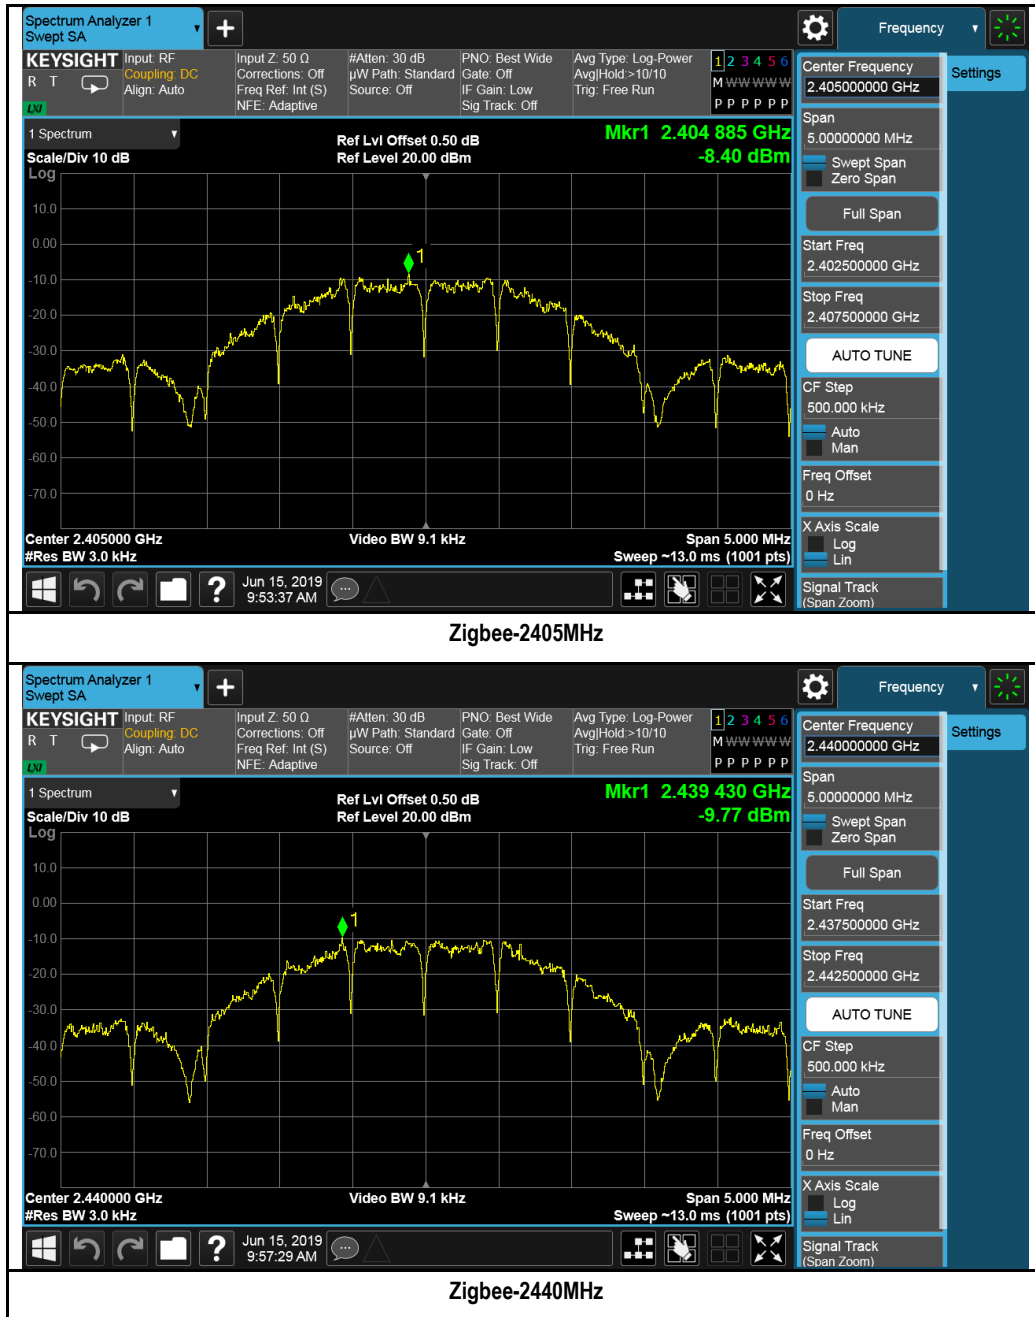 Spectrum Analyzer 1
Swept SA
+
Frequency
KEYSIGHT
R T
LXI
Input: RF
Coupling: DC
Align: Auto
Input Z: 50 Ω
Corrections: Off
Freq Ref: Int (S)
NFE: Adaptive
#Atten: 30 dB
µW Path: Standard
Source: Off
PNO: Best Wide
Gate: Off
IF Gain: Low
Sig Track: Off
Avg Type: Log-Power
Avg|Hold:>10/10
Trig: Free Run
1 2 3 4 5 6
M W W W W W
P P P P P P
1 Spectrum
Scale/Div 10 dB
Log
Ref Lvl Offset 0.50 dB
Ref Level 20.00 dBm
Mkr1 2.404 885 GHz
-8.40 dBm
1
10.0
0.00
-10.0
-20.0
-30.0
-40.0
-50.0
-60.0
-70.0
Center 2.405000 GHz
#Res BW 3.0 kHz
Video BW 9.1 kHz
Span 5.000 MHz
Sweep ~13.0 ms (1001 pts)
?
Jun 15, 2019
9:53:37 AM
Center Frequency
2.405000000 GHz
Settings
Span
5.00000000 MHz
Swept Span
Zero Span
Full Span
Start Freq
2.402500000 GHz
Stop Freq
2.407500000 GHz
AUTO TUNE
CF Step
500.000 kHz
Auto
Man
Freq Offset
0 Hz
X Axis Scale
Log
Lin
Signal Track
(Span Zoom)
Zigbee-2405MHz
Spectrum Analyzer 1
Swept SA
+
Frequency
KEYSIGHT
R T
LXI
Input: RF
Coupling: DC
Align: Auto
Input Z: 50 Ω
Corrections: Off
Freq Ref: Int (S)
NFE: Adaptive
#Atten: 30 dB
µW Path: Standard
Source: Off
PNO: Best Wide
Gate: Off
IF Gain: Low
Sig Track: Off
Avg Type: Log-Power
Avg|Hold:>10/10
Trig: Free Run
1 2 3 4 5 6
M W W W W W
P P P P P P
1 Spectrum
Scale/Div 10 dB
Log
Ref Lvl Offset 0.50 dB
Ref Level 20.00 dBm
Mkr1 2.439 430 GHz
-9.77 dBm
1
10.0
0.00
-10.0
-20.0
-30.0
-40.0
-50.0
-60.0
-70.0
Center 2.440000 GHz
#Res BW 3.0 kHz
Video BW 9.1 kHz
Span 5.000 MHz
Sweep ~13.0 ms (1001 pts)
?
Jun 15, 2019
9:57:29 AM
Center Frequency
2.440000000 GHz
Settings
Span
5.00000000 MHz
Swept Span
Zero Span
Full Span
Start Freq
2.437500000 GHz
Stop Freq
2.442500000 GHz
AUTO TUNE
CF Step
500.000 kHz
Auto
Man
Freq Offset
0 Hz
X Axis Scale
Log
Lin
Signal Track
(Span Zoom)
Zigbee-2440MHz